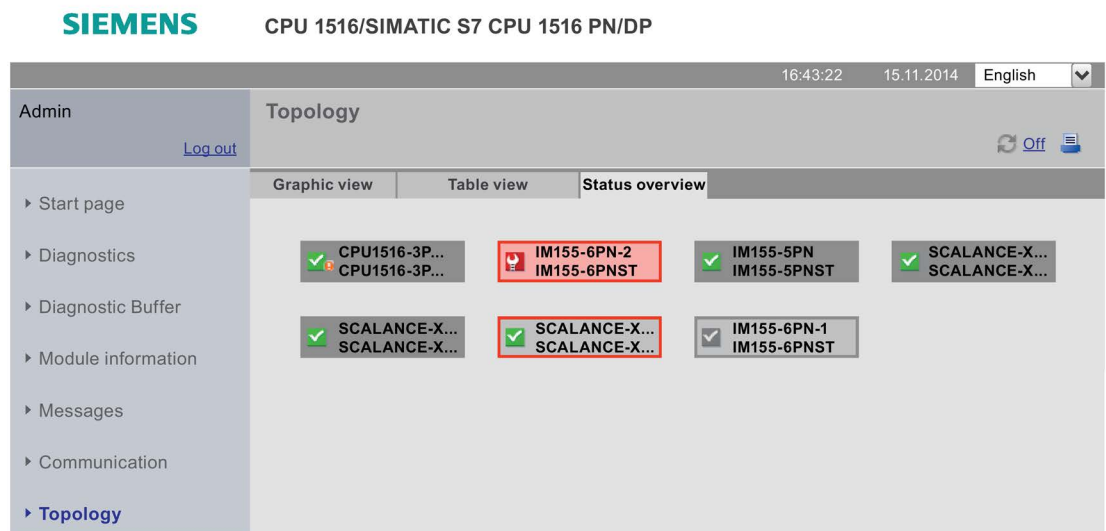 SIEMENS
CPU 1516/SIMATIC S7 CPU 1516 PN/DP
16:43:22
15.11.2014
English
Admin
Log out
Topology
Off
Graphic view
Table view
Status overview
Start page
Diagnostics
Diagnostic Buffer
Module information
Messages
Communication
Topology
CPU1516-3P...
CPU1516-3P...
IM155-6PN-2
IM155-6PNST
IM155-5PN
IM155-5PNST
SCALANCE-X...
SCALANCE-X...
SCALANCE-X...
SCALANCE-X...
SCALANCE-X...
SCALANCE-X...
IM155-6PN-1
IM155-6PNST